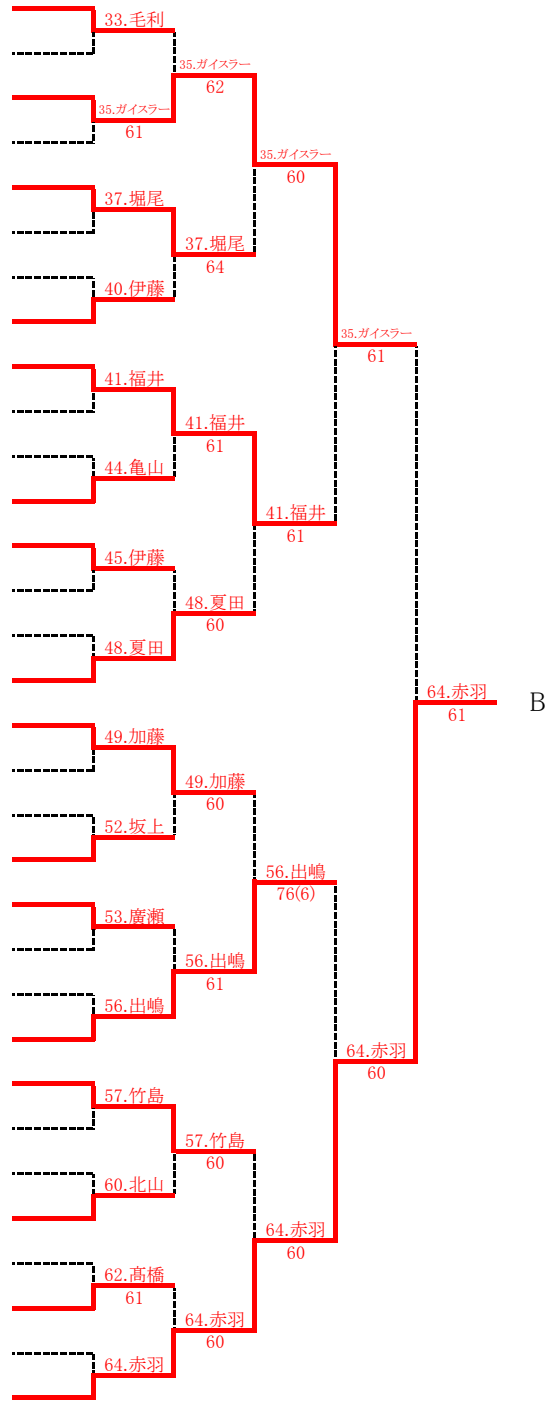 33.毛利
35.ガイスラー
62
35.ガイスラー
61
35.ガイスラー
60
37.堀尾
37.堀尾
64
40.伊藤
35.ガイスラー
61
41.福井
41.福井
61
44.亀山
41.福井
61
45.伊藤
48.夏田
60
48.夏田
64.赤羽
61
B
49.加藤
49.加藤
60
52.坂上
56.出嶋
76(6)
53.廣瀬
56.出嶋
61
56.出嶋
64.赤羽
60
57.竹島
57.竹島
60
60.北山
64.赤羽
60
62.髙橋
61
64.赤羽
60
64.赤羽